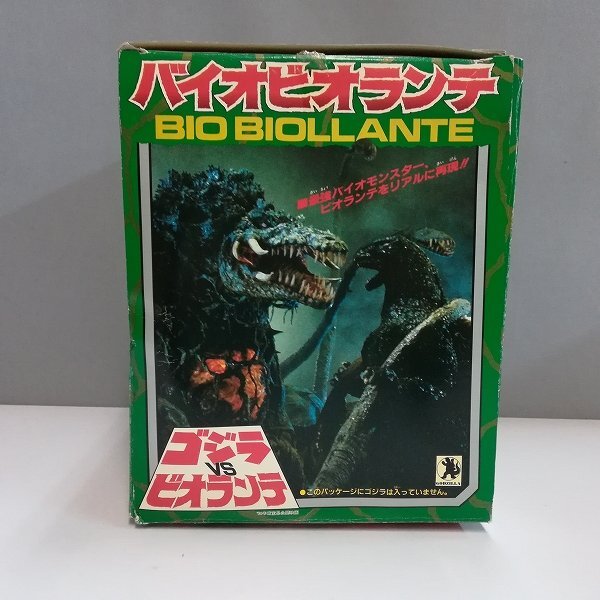 バイオビオランテ
BIO BIOLLANTE
最強バイオモンスター、
ビオランテをリアルに再現!!
ゴジラ
VS
ビオランテ
●このパッケージにゴジラは入っていません。
GODZILLA